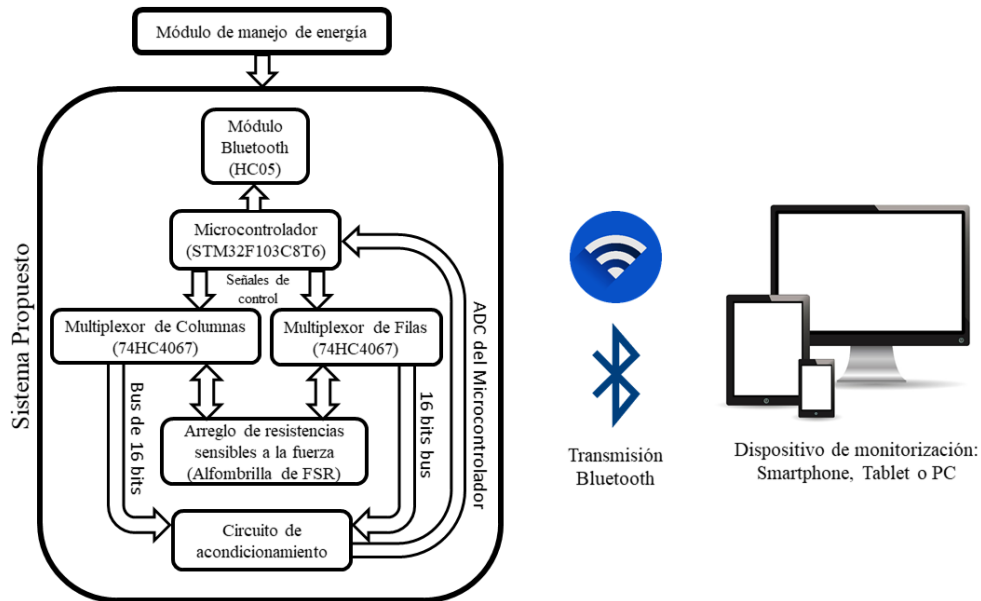 Módulo de manejo de energía
Sistema Propuesto
Módulo
Bluetooth
(HC05)
Microcontrolador
(STM32F103C8T6)
Señales de
control
Multiplexor de Columnas
(74HC4067)
Multiplexor de Filas
(74HC4067)
Bus de 16 bits
Arreglo de resistencias
sensibles a la fuerza
(Alfombrilla de FSR)
16 bits bus
ADC del Microcontrolador
Circuito de
acondicionamiento
Transmisión
Bluetooth
Dispositivo de monitorización:
Smartphone, Tablet o PC